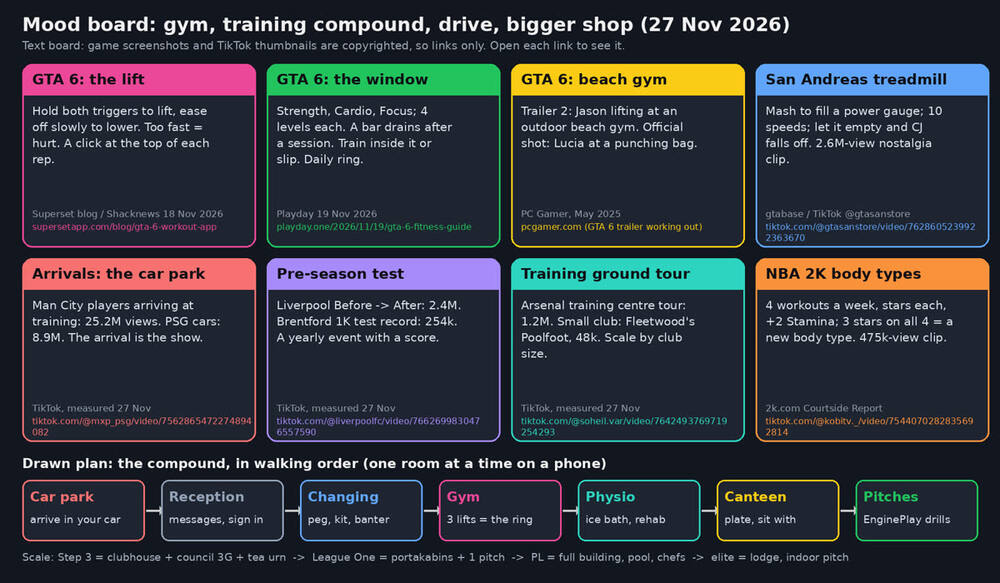 Mood board: gym, training compound, drive, bigger shop (27 Nov 2026)
Text board: game screenshots and TikTok thumbnails are copyrighted, so links only. Open each link to see it.
GTA 6: the lift
Hold both triggers to lift, ease
off slowly to lower. Too fast =
hurt. A click at the top of each
rep.
Superset blog / Shacknews 18 Nov 2026
supersetapp.com/blog/gta-6-workout-app
GTA 6: the window
Strength, Cardio, Focus; 4
levels each. A bar drains after
a session. Train inside it or
slip. Daily ring.
Playday 19 Nov 2026
playday.one/2026/11/19/gta-6-fitness-guide
GTA 6: beach gym
Trailer 2: Jason lifting at an
outdoor beach gym. Official
shot: Lucia at a punching bag.
PC Gamer, May 2025
pcgamer.com (GTA 6 trailer working out)
San Andreas treadmill
Mash to fill a power gauge; 10
speeds; let it empty and CJ
falls off. 2.6M-view nostalgia
clip.
gtabase / TikTok @gtasanstore
tiktok.com/@gtasanstore/video/762860523992
2363670
Arrivals: the car park
Man City players arriving at
training: 25.2M views. PSG cars:
8.9M. The arrival is the show.
TikTok, measured 27 Nov
tiktok.com/@mxp_psg/video/7562865472274894
082
Pre-season test
Liverpool Before -> After: 2.4M.
Brentford 1K test record: 254k.
A yearly event with a score.
TikTok, measured 27 Nov
tiktok.com/@liverpoolfc/video/766269983047
6557590
Training ground tour
Arsenal training centre tour:
1.2M. Small club: Fleetwood's
Poolfoot, 48k. Scale by club
size.
TikTok, measured 27 Nov
tiktok.com/@soheil.var/video/7642493769719
254293
NBA 2K body types
4 workouts a week, stars each,
+2 Stamina; 3 stars on all 4 = a
new body type. 475k-view clip.
2k.com Courtside Report
tiktok.com/@kobitv._/video/754407028283569
2814
Drawn plan: the compound, in walking order (one room at a time on a phone)
Car park
arrive in your car
Reception
messages, sign in
Changing
peg, kit, banter
Gym
3 lifts = the ring
Physio
ice bath, rehab
Canteen
plate, sit with
Pitches
EnginePlay drills
Scale: Step 3 = clubhouse + council 3G + tea urn -> League One = portakabins + 1 pitch -> PL = full building, pool, chefs -> elite = lodge, indoor pitch